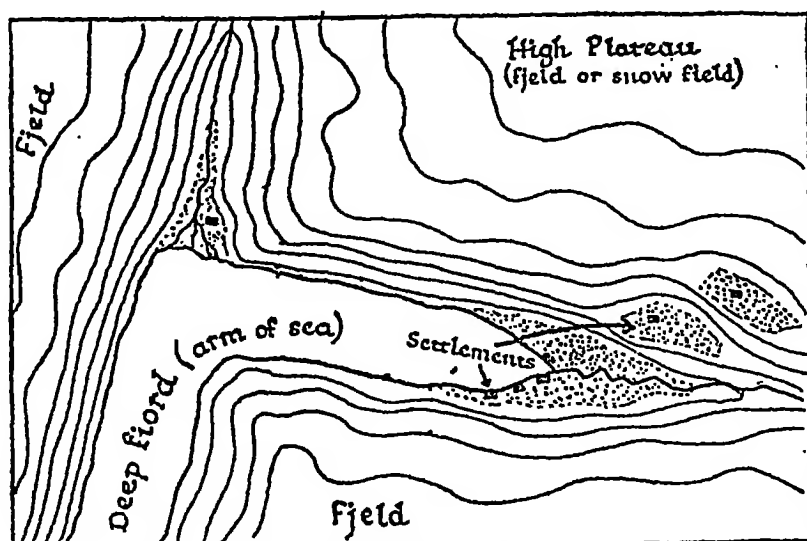 High Plateau
(fjeld or snow field)
Fjeld
Settlements
Deep fiord (arm of sea)
Fjeld